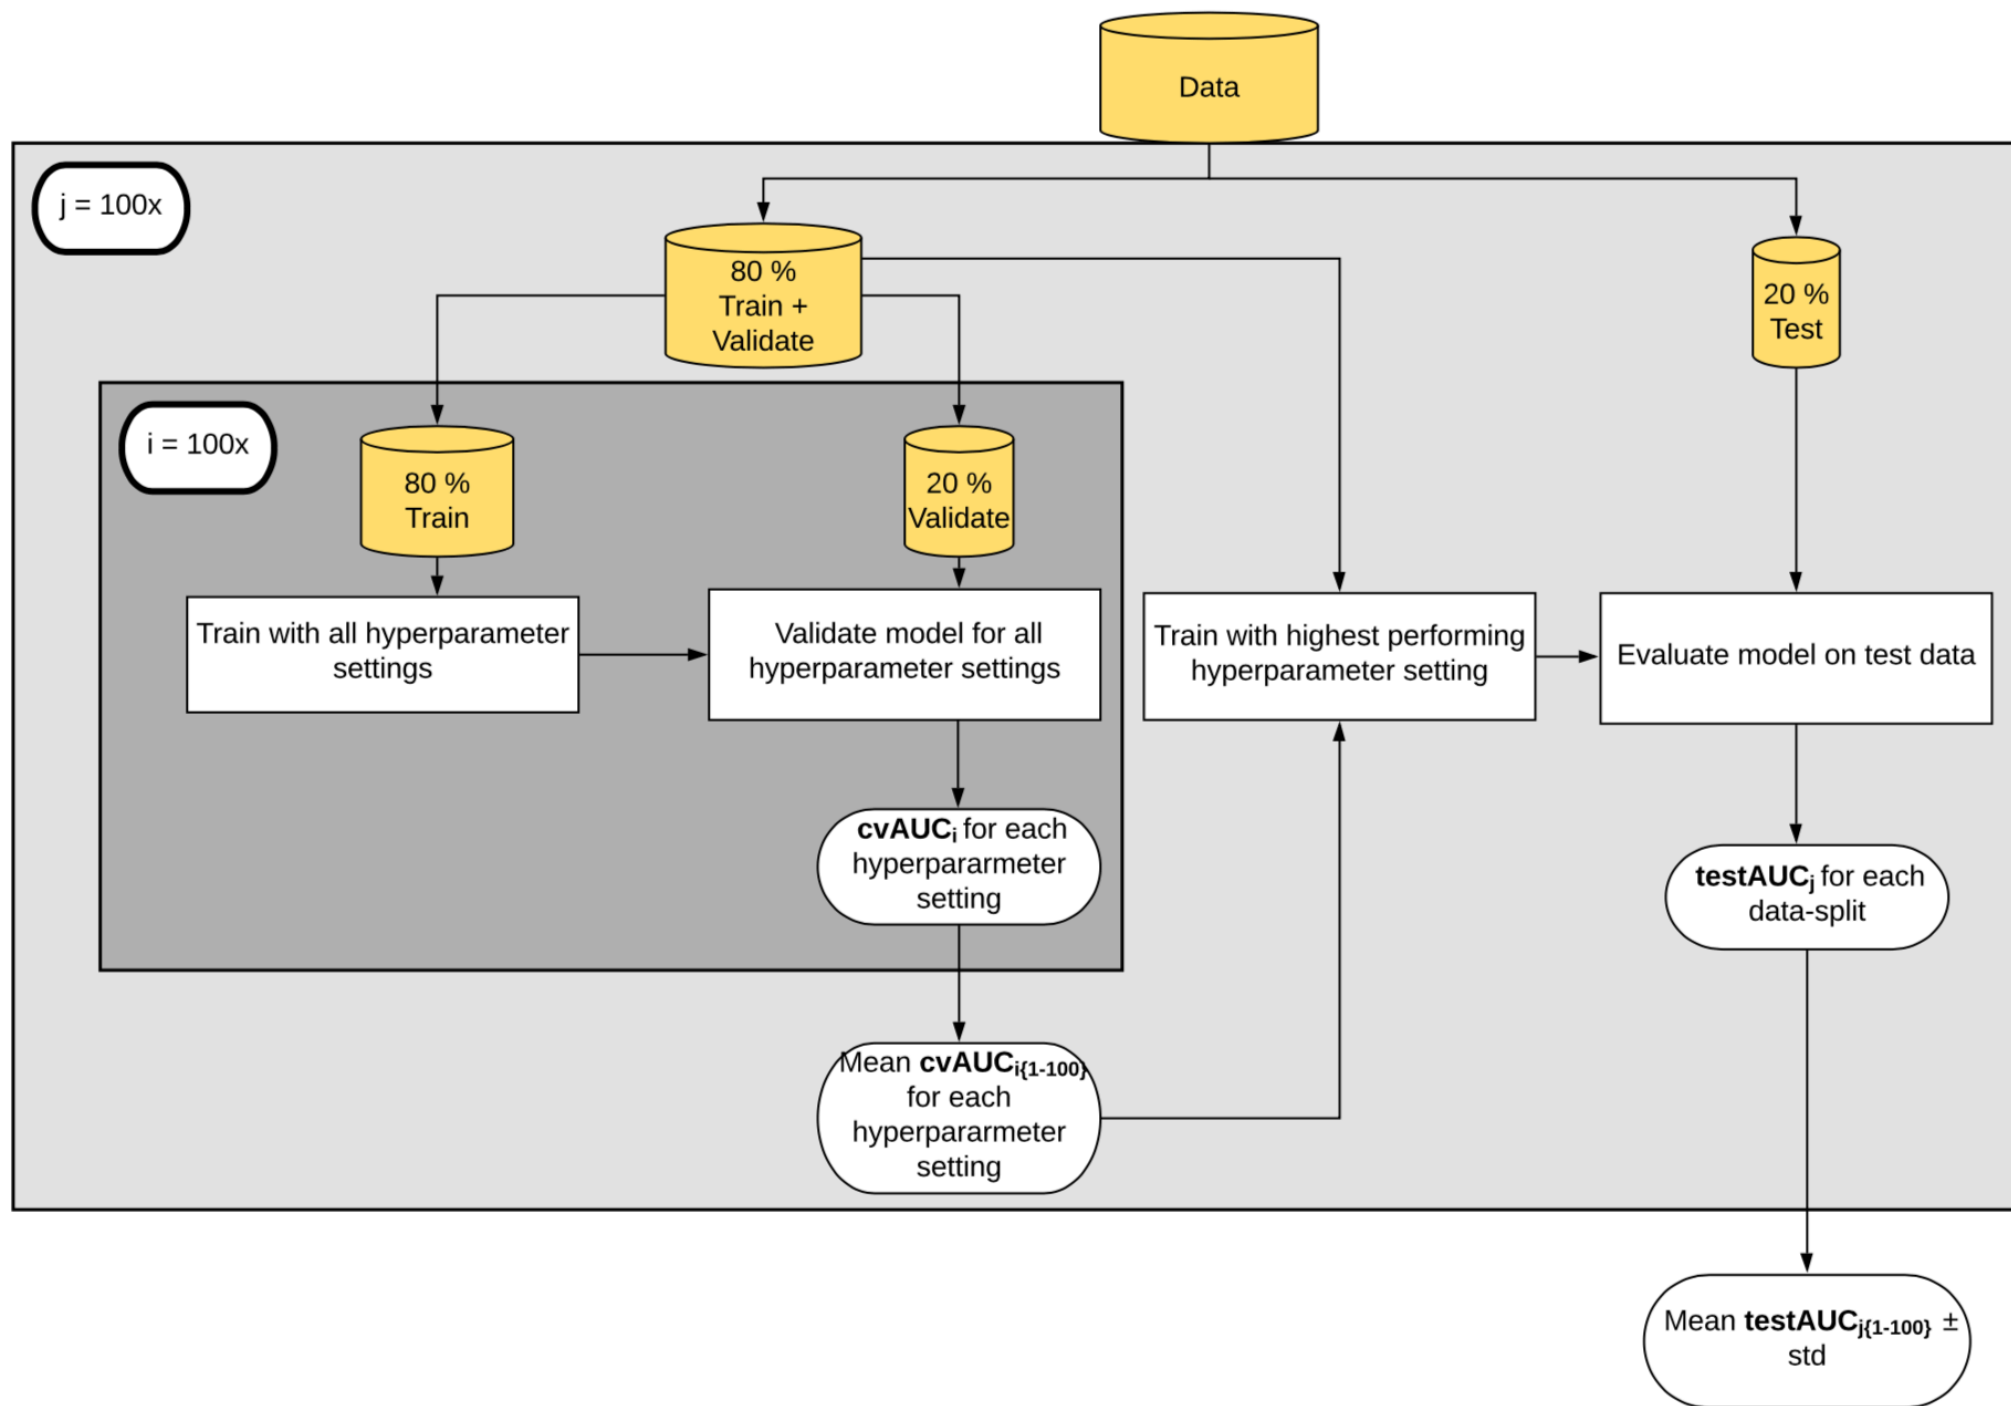 Data
j = 100x
80 %
Train +
Validate
20 %
Test
i = 100x
80 %
Train
20 %
Validate
Train with all hyperparameter
settings
Validate model for all
hyperparameter settings
Train with highest performing
hyperparameter setting
Evaluate model on test data
cvAUCi for each
hyperpararmeter
setting
testAUCj for each
data-split
Mean cvAUCi{1-100}
for each
hyperpararmeter
setting
Mean testAUCj{1-100} ±
std